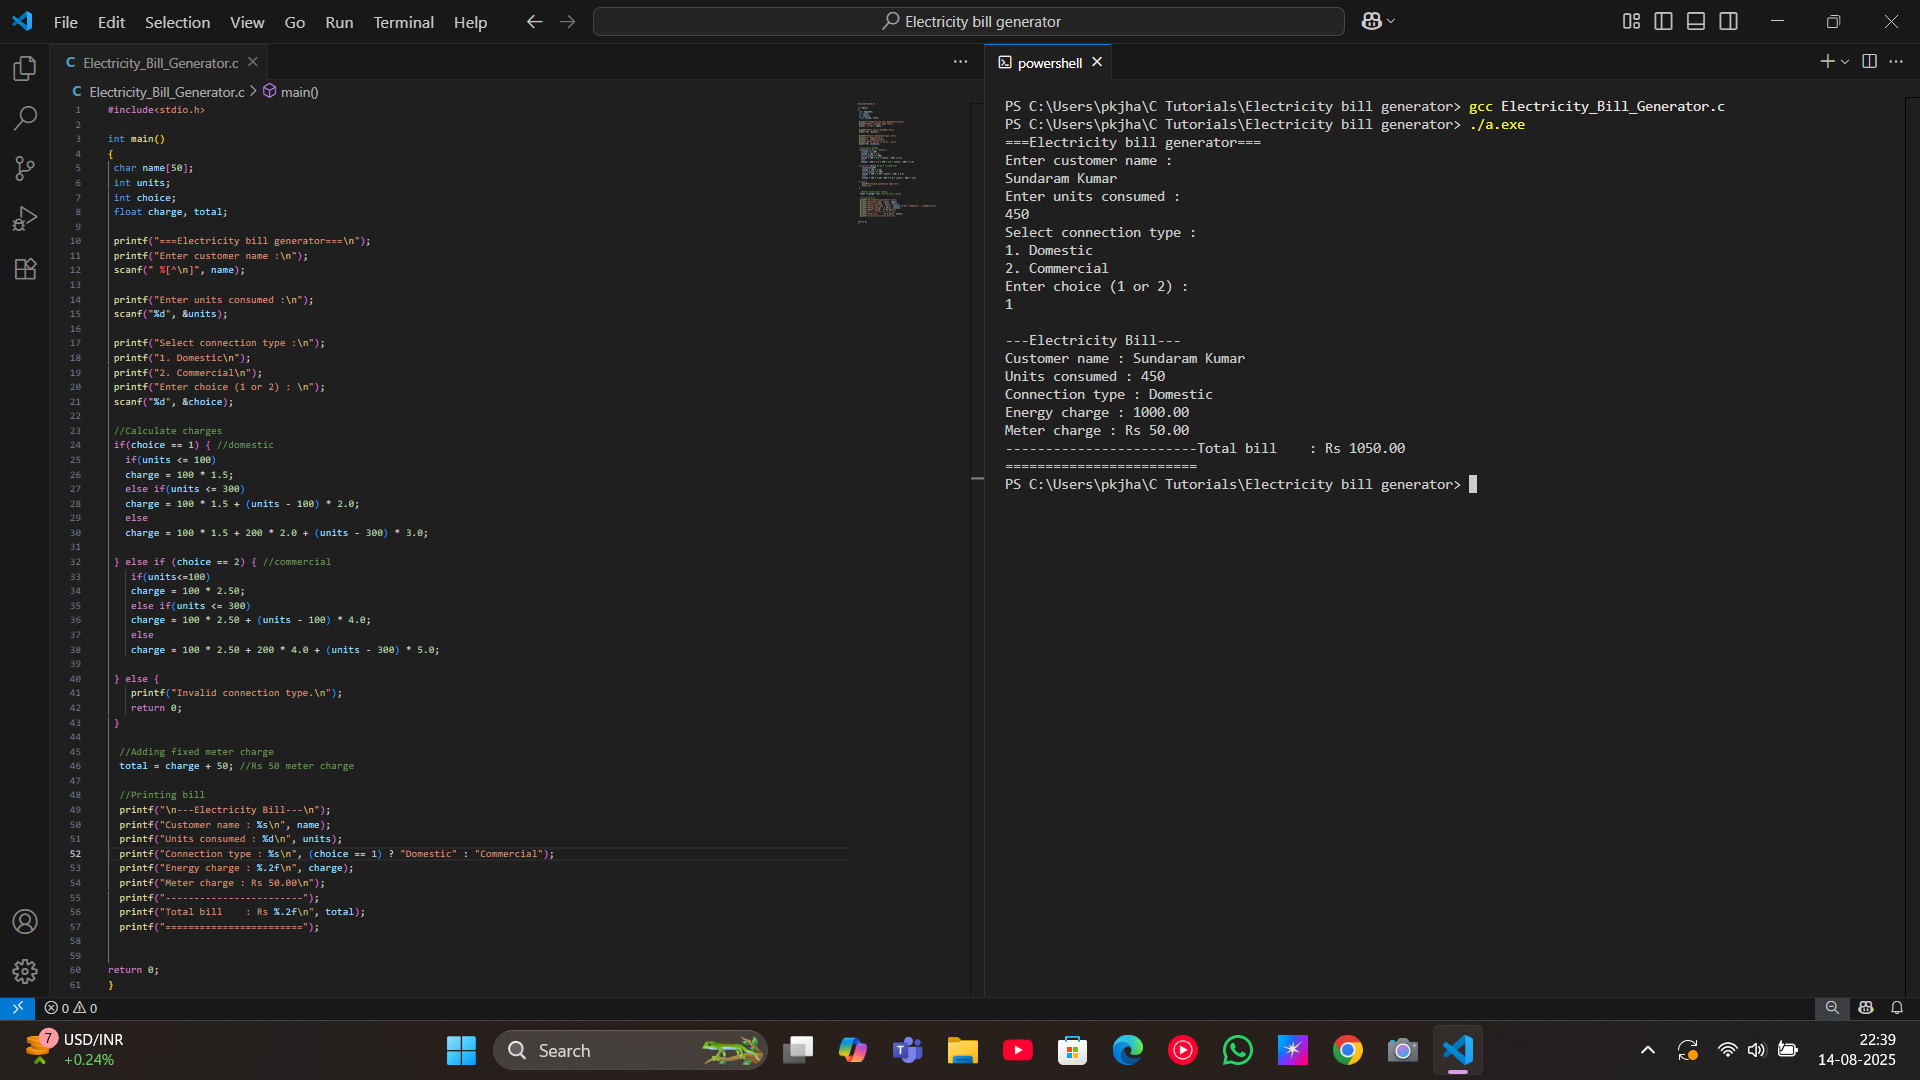 File Edit Selection View Go Run Terminal Help
Electricity bill generator
C Electricity_Bill_Generator.c
C Electricity_Bill_Generator.c > main()
1 #include<stdio.h>
2
3 int main()
4 {
5 char name[50];
6 int units;
7 int choice;
8 float charge, total;
9
10 printf("===Electricity bill generator===\n");
11 printf("Enter customer name :\n");
12 scanf(" %[^\n]", name);
13
14 printf("Enter units consumed :\n");
15 scanf("%d", &units);
16
17 printf("Select connection type :\n");
18 printf("1. Domestic\n");
19 printf("2. Commercial\n");
20 printf("Enter choice (1 or 2) : \n");
21 scanf("%d", &choice);
22
23 //Calculate charges
24 if(choice == 1) { //domestic
25 if(units <= 100)
26 charge = 100 * 1.5;
27 else if(units <= 300)
28 charge = 100 * 1.5 + (units - 100) * 2.0;
29 else
30 charge = 100 * 1.5 + 200 * 2.0 + (units - 300) * 3.0;
31
32 } else if (choice == 2) { //commercial
33 if(units<=100)
34 charge = 100 * 2.50;
35 else if(units <= 300)
36 charge = 100 * 2.50 + (units - 100) * 4.0;
37 else
38 charge = 100 * 2.50 + 200 * 4.0 + (units - 300) * 5.0;
39
40 } else {
41 printf("Invalid connection type.\n");
42 return 0;
43 }
44
45 //Adding fixed meter charge
46 total = charge + 50; //Rs 50 meter charge
47
48 //Printing bill
49 printf("\n---Electricity Bill---\n");
50 printf("Customer name : %s\n", name);
51 printf("Units consumed : %d\n", units);
52 printf("Connection type : %s\n", (choice == 1) ? "Domestic" : "Commercial");
53 printf("Energy charge : %.2f\n", charge);
54 printf("Meter charge : Rs 50.00\n");
55 printf("------------------------");
56 printf("Total bill    : Rs %.2f\n", total);
57 printf("========================");
58
59
60 return 0;
61 }
powershell
PS C:\Users\pkjha\C Tutorials\Electricity bill generator> gcc Electricity_Bill_Generator.c
PS C:\Users\pkjha\C Tutorials\Electricity bill generator> ./a.exe
===Electricity bill generator===
Enter customer name :
Sundaram Kumar
Enter units consumed :
450
Select connection type :
1. Domestic
2. Commercial
Enter choice (1 or 2) :
1
---Electricity Bill---
Customer name : Sundaram Kumar
Units consumed : 450
Connection type : Domestic
Energy charge : 1000.00
Meter charge : Rs 50.00
------------------------Total bill    : Rs 1050.00
========================
PS C:\Users\pkjha\C Tutorials\Electricity bill generator>
0 0
7 USD/INR
+0.24%
Search
22:39
14-08-2025